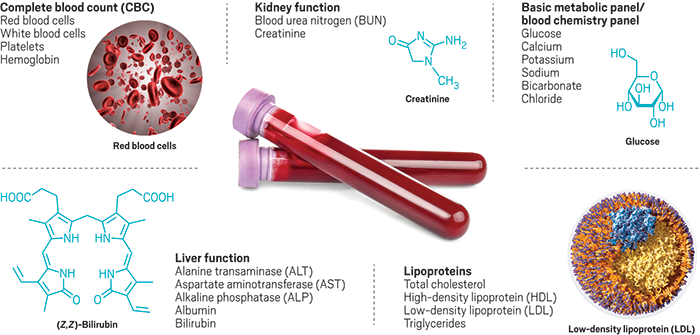 Complete blood count (CBC)
Red blood cells
White blood cells
Platelets
Hemoglobin
Red blood cells
Kidney function
Blood urea nitrogen (BUN)
Creatinine
O
N
NH₂
HN
N
CH₃
Creatinine
Basic metabolic panel/
blood chemistry panel
Glucose
Calcium
Potassium
Sodium
Bicarbonate
Chloride
HO
O
OH
OH
OH
OH
Glucose
HOOC
COOH
NH
HN
NH
HN
O
O
(Z,Z)-Bilirubin
Liver function
Alanine transaminase (ALT)
Aspartate aminotransferase (AST)
Alkaline phosphatase (ALP)
Albumin
Bilirubin
Lipoproteins
Total cholesterol
High-density lipoprotein (HDL)
Low-density lipoprotein (LDL)
Triglycerides
Low-density lipoprotein (LDL)